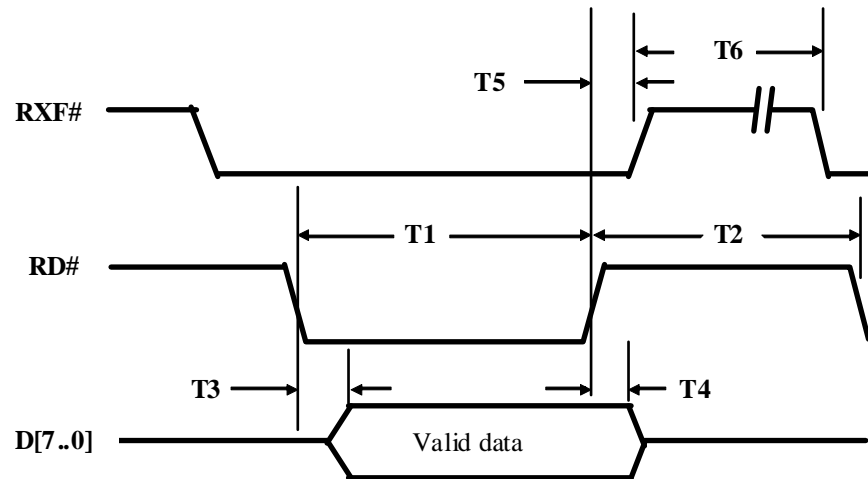 T6
T5
RXF#
T1
T2
RD#
T3
T4
D[7..0]
Valid data